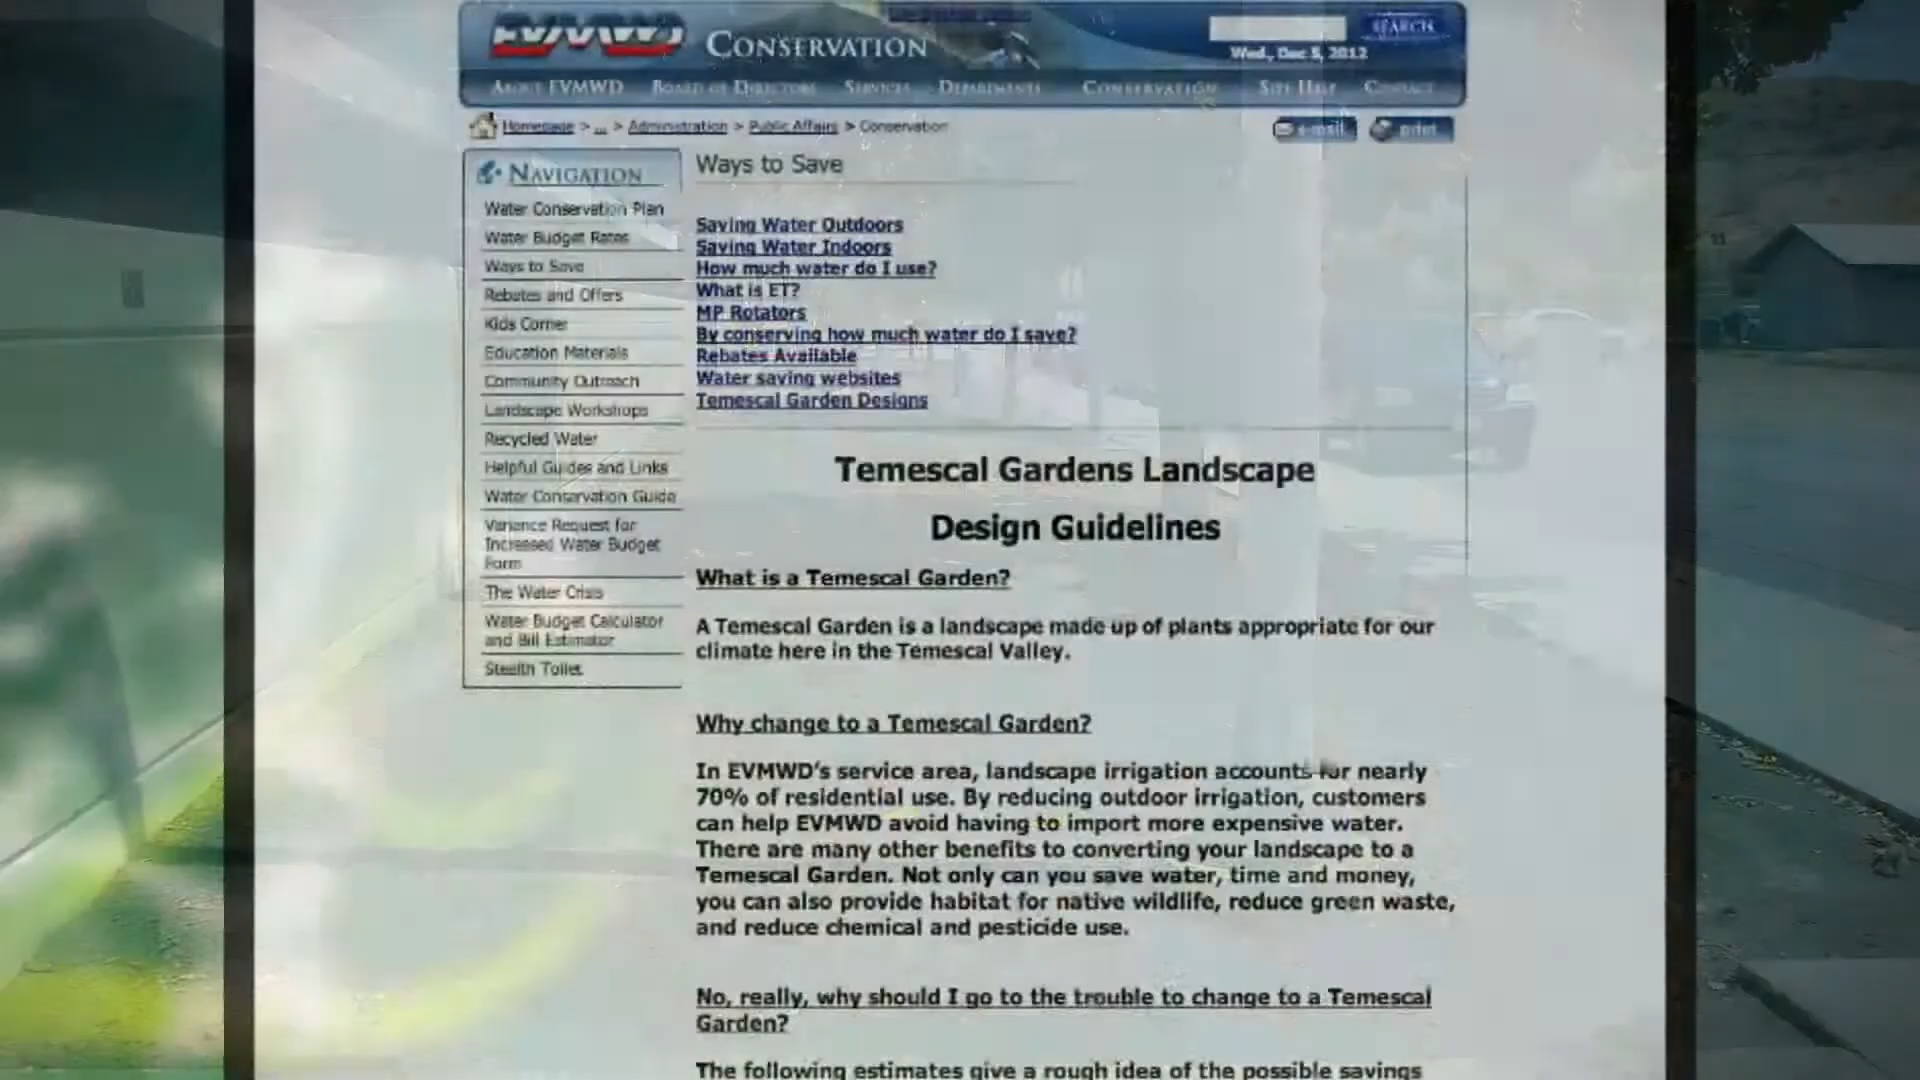 EVMWD CONSERVATION
SEARCH
Wed, Dec 5, 2012
ABOUT EVMWD BOARD OF DIRECTORS SERVICES DEPARTMENTS CONSERVATION SITE HELP CONTACT
Homepage > ... > Administration > Public Affairs > Conservation
e-mail print
NAVIGATION
Water Conservation Plan
Water Budget Rates
Ways to Save
Rebates and Offers
Kids Corner
Education Materials
Community Outreach
Landscape Workshops
Recycled Water
Helpful Guides and Links
Water Conservation Guide
Variance Request for
Increased Water Budget
Form
The Water Crisis
Water Budget Calculator
and Bill Estimator
Stealth Toilet
Ways to Save
Saving Water Outdoors
Saving Water Indoors
How much water do I use?
What is ET?
MP Rotators
By conserving how much water do I save?
Rebates Available
Water saving websites
Temescal Garden Designs
Temescal Gardens Landscape
Design Guidelines
What is a Temescal Garden?
A Temescal Garden is a landscape made up of plants appropriate for our
climate here in the Temescal Valley.
Why change to a Temescal Garden?
In EVMWD's service area, landscape irrigation accounts for nearly
70% of residential use. By reducing outdoor irrigation, customers
can help EVMWD avoid having to import more expensive water.
There are many other benefits to converting your landscape to a
Temescal Garden. Not only can you save water, time and money,
you can also provide habitat for native wildlife, reduce green waste,
and reduce chemical and pesticide use.
No, really, why should I go to the trouble to change to a Temescal
Garden?
The following estimates give a rough idea of the possible savings